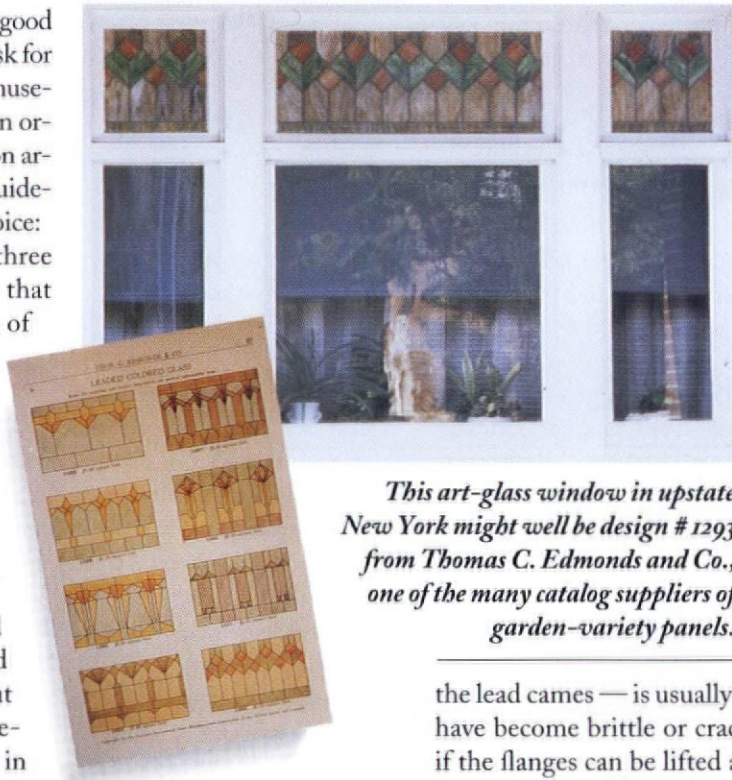 good
sk for
nuse-
n or-
on ar-
uide-
oice:
three
that
of
d
d
ut
e-
in
THOS. C. EDMONDS & CO.
LEADED COLORED GLASS
This art-glass window in upstate
New York might well be design # 1293
from Thomas C. Edmonds and Co.,
one of the many catalog suppliers of
garden-variety panels.
the lead cames — is usually
have become brittle or crac
if the flanges can be lifted a